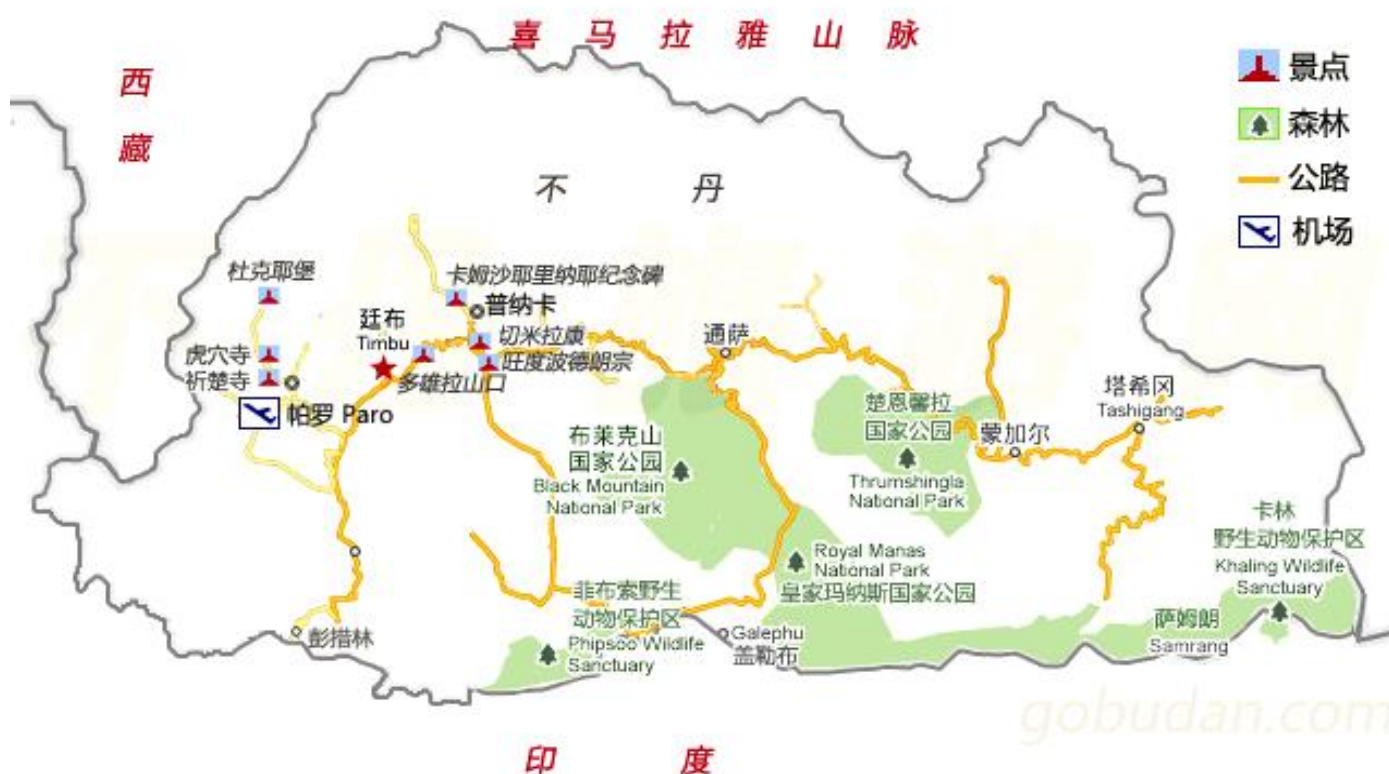 喜马拉雅山脉
西藏
景点
森林
公路
机场
不丹
杜克耶堡
卡姆沙耶里纳耶纪念碑
普纳卡
廷布
Timbu
切米拉康
旺度波德朗宗
多雄拉山口
虎穴寺
祈楚寺
帕罗 Paro
通萨
楚恩馨拉
国家公园
Thrumshingla
National Park
塔希冈
Tashigang
蒙加尔
布莱克山
国家公园
Black Mountain
National Park
卡林
野生动物保护区
Khaling Wildlife
Sanctuary
Royal Manas
National Park
皇家玛纳斯国家公园
非布索野生
动物保护区
Phipsoo Wildlife
Sanctuary
Galephu
盖勒布
萨姆朗
Samrang
彭措林
gobudan.com
印度